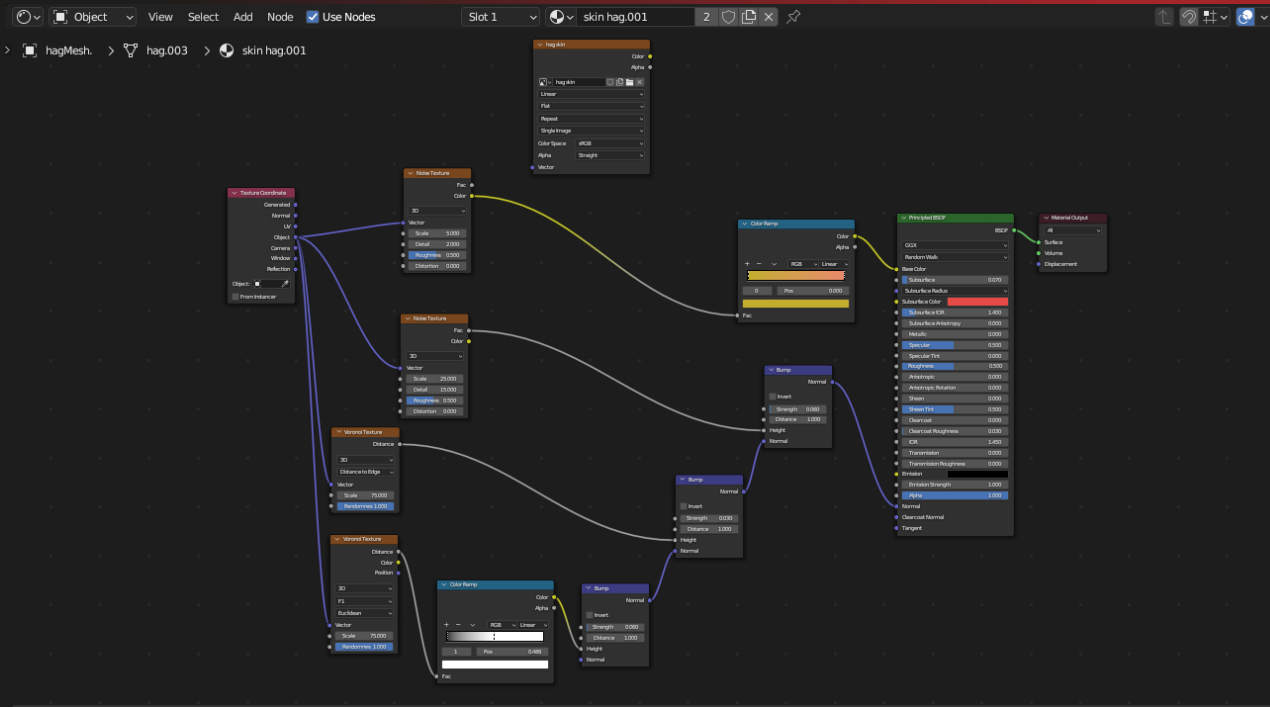 Object View Select Add Node Use Nodes Slot 1 skin hag.001 2
hagMesh. hag.003 skin hag.001
hag skin
Color
Alpha
hag skin
Linear
Flat
Repeat
Single Image
Color Space sRGB
Alpha Straight
Vector
Texture Coordinate
Generated
Normal
UV
Object
Camera
Window
Reflection
Object:
From Instancer
Noise Texture
Fac
Color
3D
Vector
Scale 5.000
Detail 2.000
Roughness 0.500
Distortion 0.000
Noise Texture
Fac
Color
3D
Vector
Scale 25.000
Detail 15.000
Roughness 0.500
Distortion 0.000
Voronoi Texture
Distance
3D
Distance to Edge
Vector
Scale 75.000
Randomnes 1.000
Voronoi Texture
Distance
Color
Position
3D
F1
Euclidean
Vector
Scale 75.000
Randomnes 1.000
Color Ramp
Color
Alpha
+ − RGB Linear
1 Pos 0.486
Fac
Bump
Normal
Invert
Strength 0.060
Distance 1.000
Height
Normal
Bump
Normal
Invert
Strength 0.030
Distance 1.000
Height
Normal
Bump
Normal
Invert
Strength 0.080
Distance 1.000
Height
Normal
Color Ramp
Color
Alpha
+ − RGB Linear
0 Pos 0.000
Fac
Principled BSDF
BSDF
GGX
Random Walk
Base Color
Subsurface 0.070
Subsurface Radius
Subsurface Color
Subsurface IOR 1.400
Subsurface Anisotropy 0.000
Metallic 0.000
Specular 0.500
Specular Tint 0.000
Roughness 0.500
Anisotropic 0.000
Anisotropic Rotation 0.000
Sheen 0.000
Sheen Tint 0.500
Clearcoat 0.000
Clearcoat Roughness 0.030
IOR 1.450
Transmission 0.000
Transmission Roughness 0.000
Emission
Emission Strength 1.000
Alpha 1.000
Normal
Clearcoat Normal
Tangent
Material Output
All
Surface
Volume
Displacement